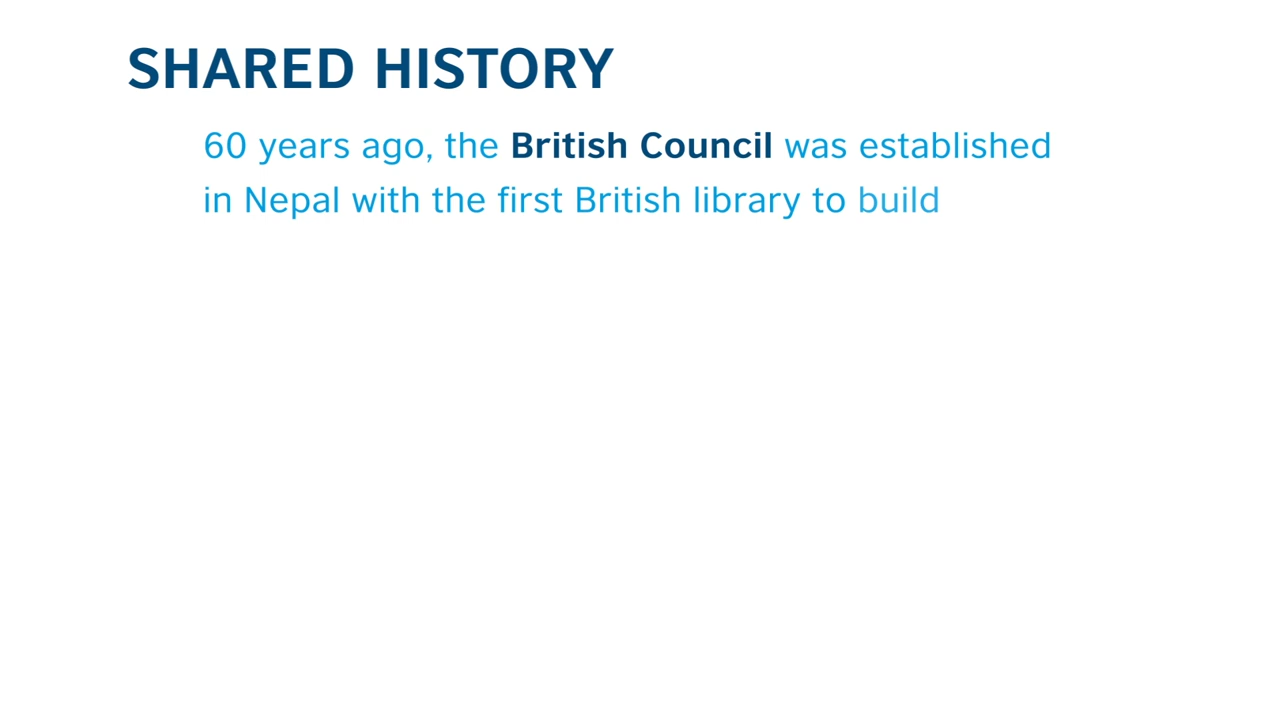 SHARED HISTORY
60 years ago, the British Council was established
in Nepal with the first British library to build